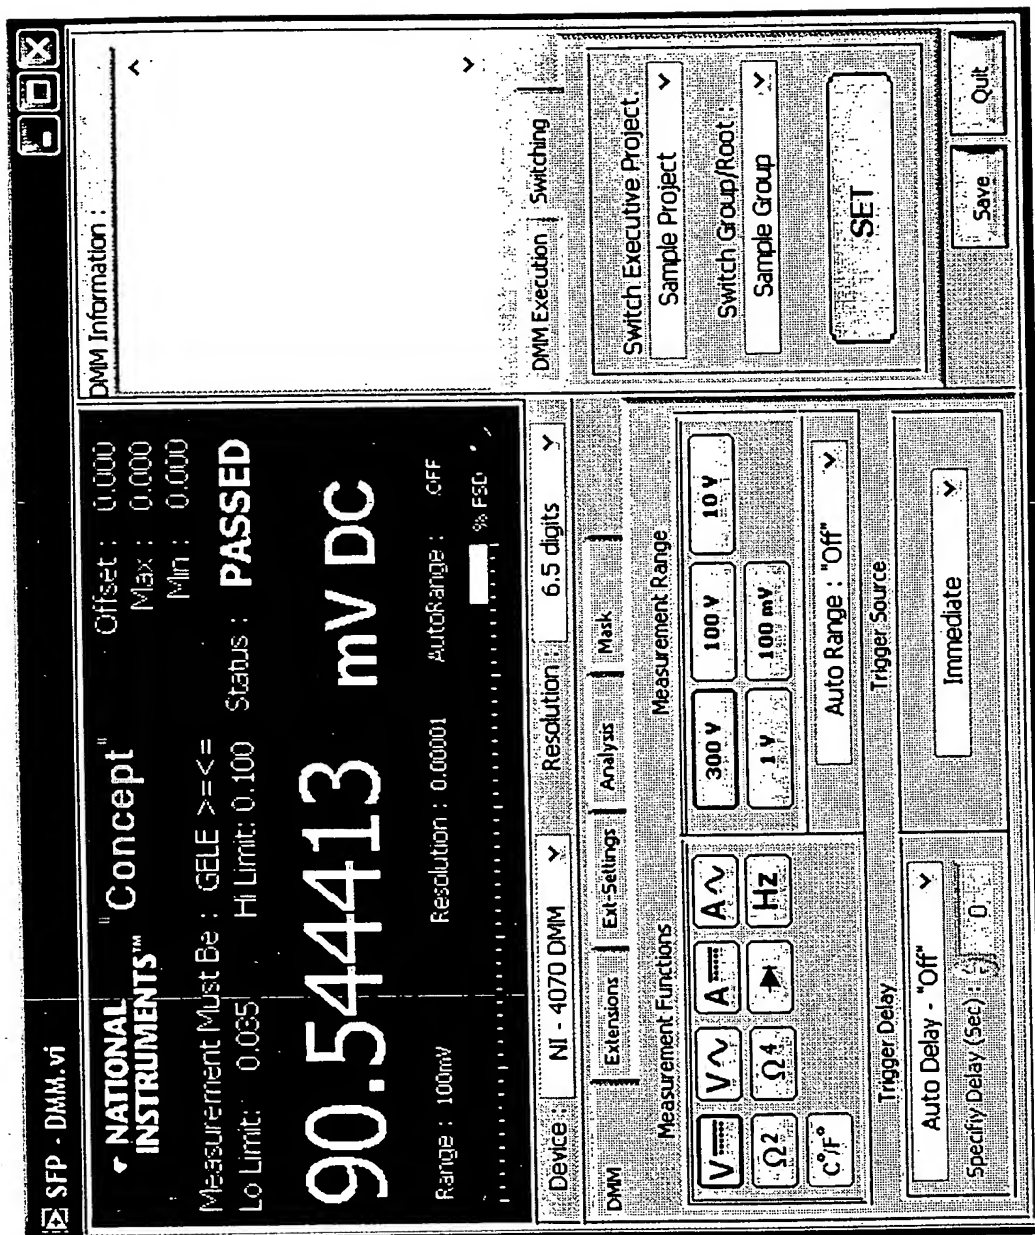 SFP - DMM.vi
NATIONAL
INSTRUMENTS™
"Concept"
Offset : 0.000
Max : 0.000
Min : 0.000
Measurement Must Be : GELE >=<=
Lo Limit: 0.035 Hi Limit: 0.100 Status : PASSED
90.54413 mV DC
Range : 100mV Resolution : 0.00001 AutoRange : OFF
% FSD
Device : NI - 4070 DMM Resolution : 6.5 digits
DMM Extensions Ext-Settings Analysis Mask
Measurement Functions
V V∿ A A∿
Ω2 Ω4 Hz
C°/F°
Measurement Range
300 V 100 V 10 V
1 V 100 mV
Auto Range : "Off"
Trigger Delay
Auto Delay - "Off"
Specifiy Delay (Sec) : 0
Trigger Source
Immediate
DMM Information :
DMM Execution Switching
Switch Executive Project:
Sample Project
Switch Group/Root :
Sample Group
SET
Save Quit